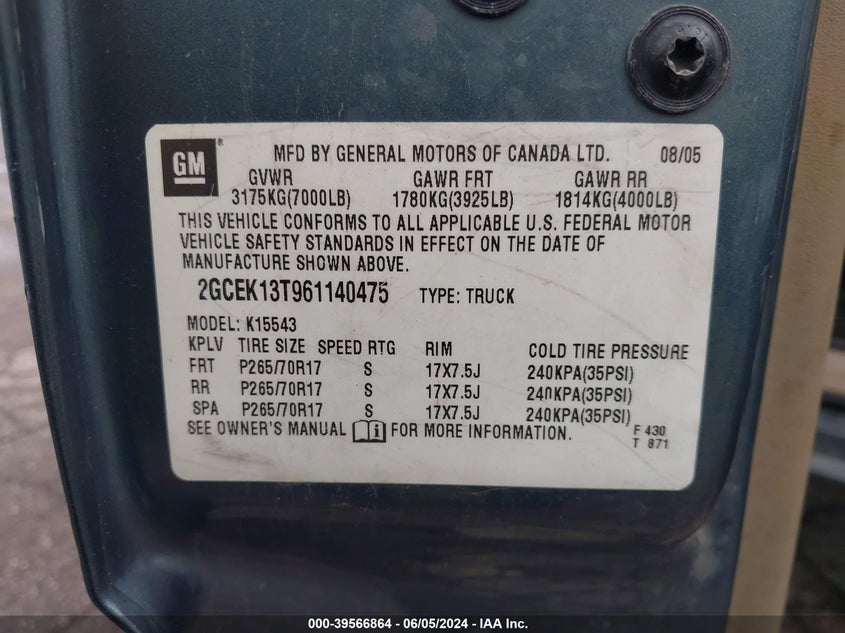 GM
MFD BY GENERAL MOTORS OF CANADA LTD. 08/05
GVWR GAWR FRT GAWR RR
3175KG(7000LB) 1780KG(3925LB) 1814KG(4000LB)
THIS VEHICLE CONFORMS TO ALL APPLICABLE U.S. FEDERAL MOTOR
VEHICLE SAFETY STANDARDS IN EFFECT ON THE DATE OF
MANUFACTURE SHOWN ABOVE.
2GCEK13T961140475 TYPE: TRUCK
MODEL: K15543
KPLV TIRE SIZE SPEED RTG RIM COLD TIRE PRESSURE
FRT P265/70R17 S 17X7.5J 240KPA(35PSI)
RR P265/70R17 S 17X7.5J 240KPA(35PSI)
SPA P265/70R17 S 17X7.5J 240KPA(35PSI)
SEE OWNER'S MANUAL FOR MORE INFORMATION. F 430
T 871
000-39566864 / 06/05/2024 - IAA Inc.